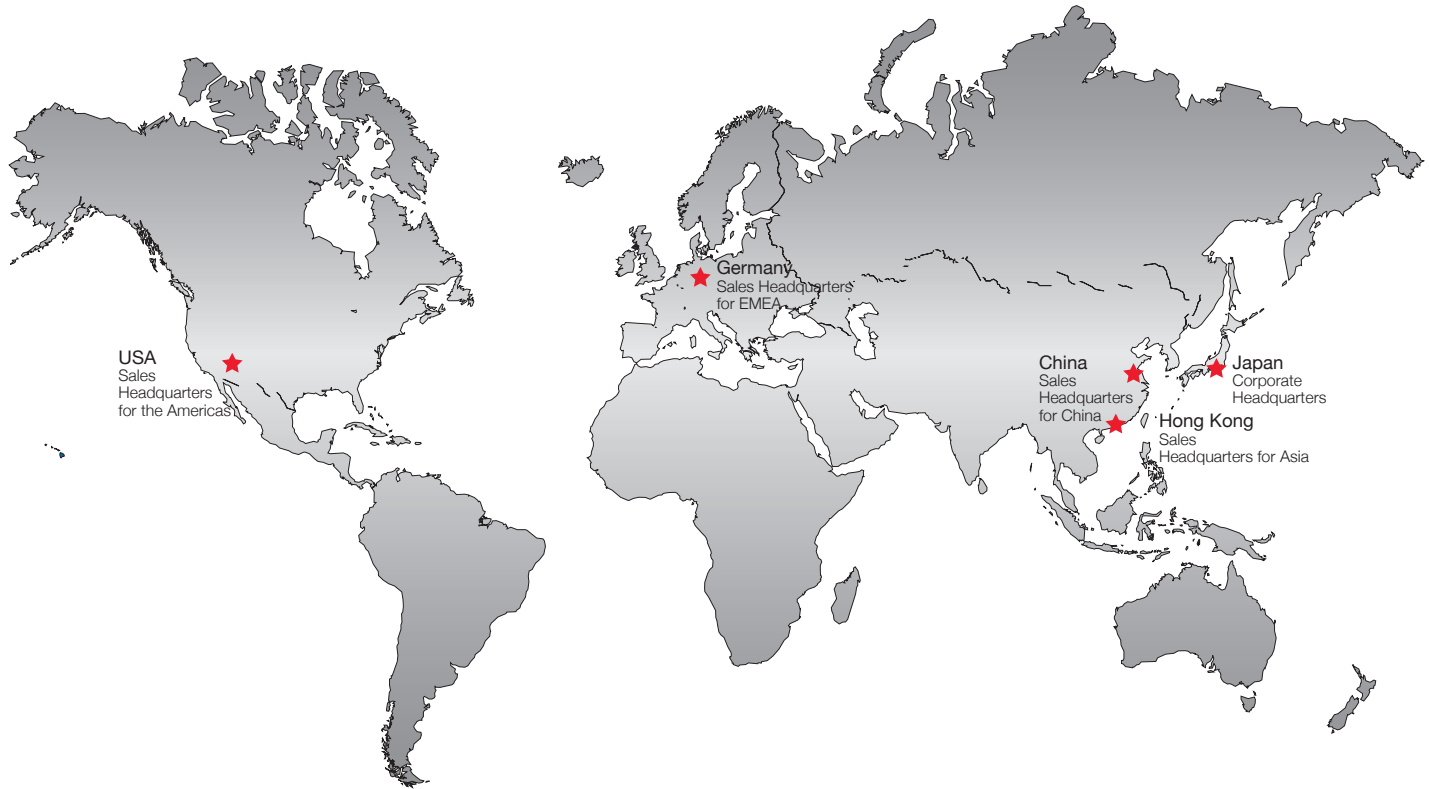 Germany
Sales Headquarters
for EMEA
USA
Sales
Headquarters
for the Americas
China
Sales
Headquarters
for China
Japan
Corporate
Headquarters
Hong Kong
Sales
Headquarters for Asia